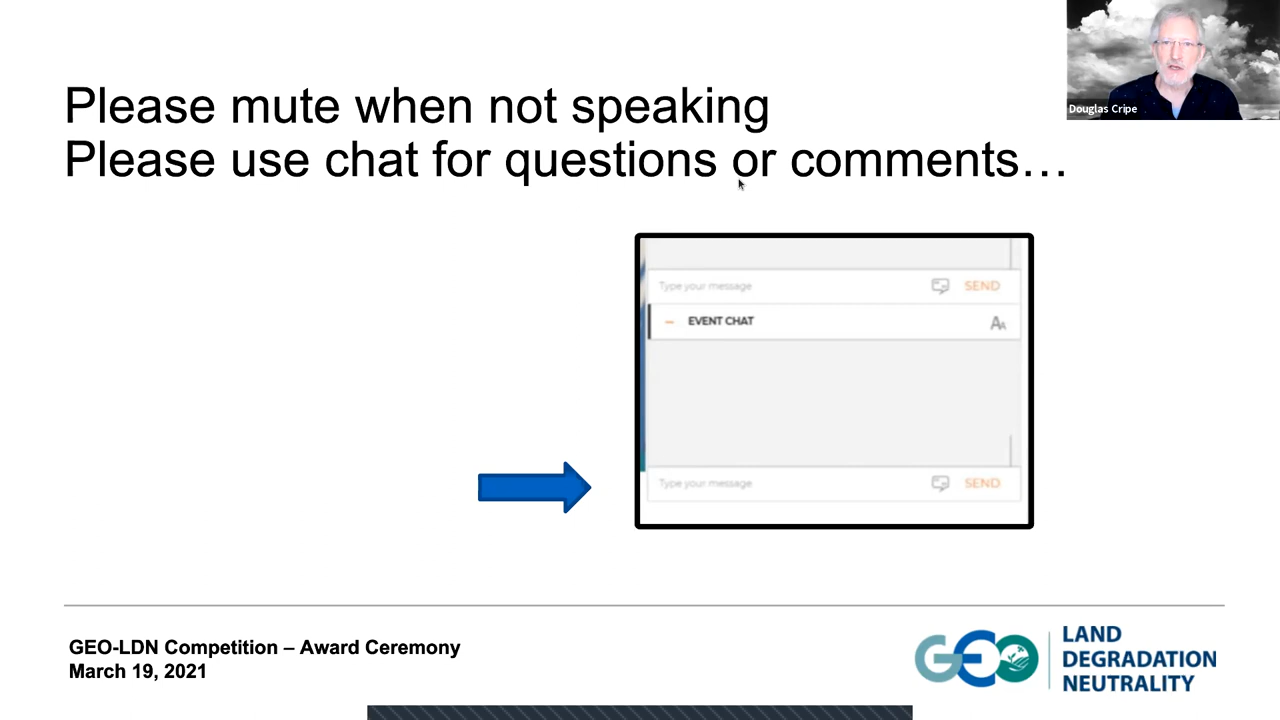 Please mute when not speaking
Please use chat for questions or comments…
Douglas Cripe
Type your message
SEND
EVENT CHAT
AA
Type your message
SEND
GEO-LDN Competition – Award Ceremony
March 19, 2021
GEO
LAND
DEGRADATION
NEUTRALITY